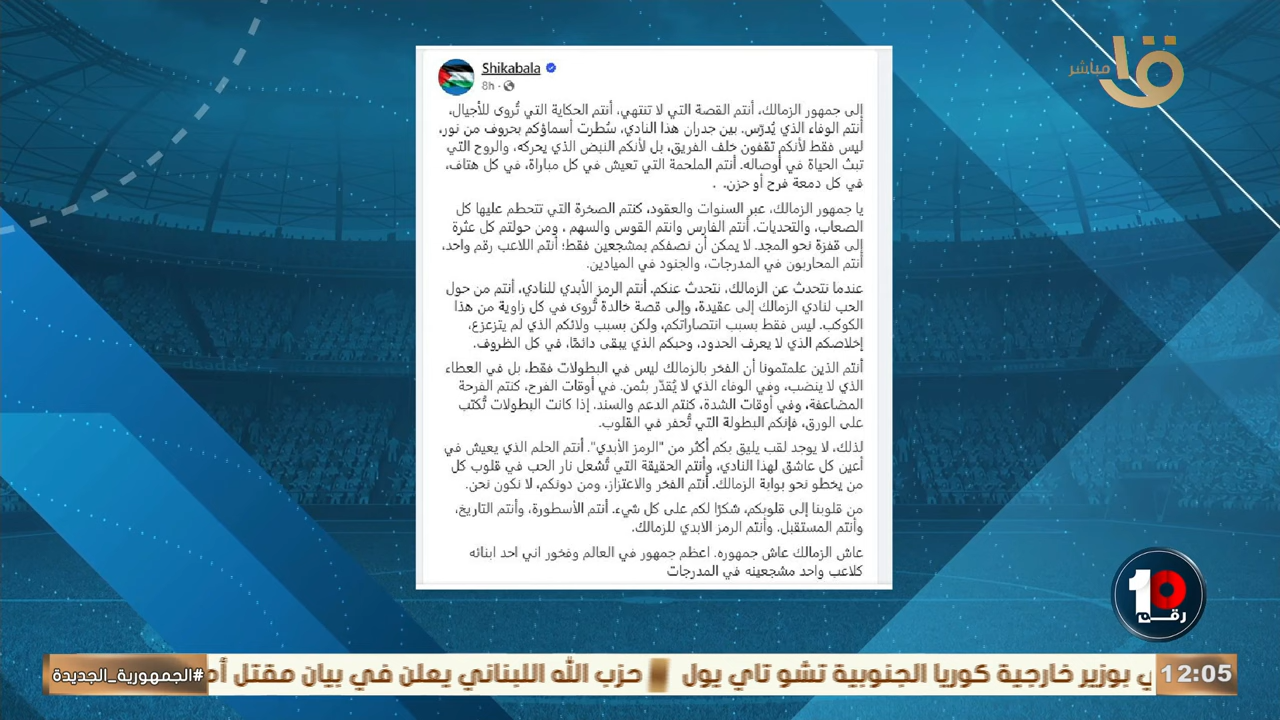 مباشر
Shikabala
8h
إلى جمهور الزمالك، أنتم القصة التي لا تنتهي، أنتم الحكاية التي تُروى للأجيال،
أنتم الوفاء الذي يُدرّس. بين جدران هذا النادي، سُطرت أسماؤكم بحروف من نور،
ليس فقط لأنكم تقفون خلف الفريق، بل لأنكم النبض الذي يحركه، والروح التي
تبث الحياة في أوصاله. أنتم الملحمة التي تعيش في كل مباراة، في كل هتاف،
في كل دمعة فرح أو حزن. .
يا جمهور الزمالك، عبر السنوات والعقود، كنتم الصخرة التي تتحطم عليها كل
الصعاب، والتحديات. أنتم الفارس وانتم القوس والسهم ، ومن حولتم كل عثرة
إلى قفزة نحو المجد. لا يمكن أن نصفكم بمشجعين فقط؛ أنتم اللاعب رقم واحد،
أنتم المحاربون في المدرجات، والجنود في الميادين.
عندما نتحدث عن الزمالك، نتحدث عنكم. أنتم الرمز الأبدي للنادي، أنتم من حول
الحب لنادي الزمالك إلى عقيدة، وإلى قصة خالدة تُروى في كل زاوية من هذا
الكوكب. ليس فقط بسبب انتصاراتكم، ولكن بسبب ولائكم الذي لم يتزعزع،
إخلاصكم الذي لا يعرف الحدود، وحبكم الذي يبقى دائمًا، في كل الظروف.
أنتم الذين علمتمونا أن الفخر بالزمالك ليس في البطولات فقط، بل في العطاء
الذي لا ينضب، وفي الوفاء الذي لا يُقدّر بثمن. في أوقات الفرح، كنتم الفرحة
المضاعفة، وفي أوقات الشدة، كنتم الدعم والسند. إذا كانت البطولات تُكتب
على الورق، فإنكم البطولة التي تُحفر في القلوب.
لذلك، لا يوجد لقب يليق بكم أكثر من "الرمز الأبدي". أنتم الحلم الذي يعيش في
أعين كل عاشق لهذا النادي، وأنتم الحقيقة التي تُشعل نار الحب في قلوب كل
من يخطو نحو بوابة الزمالك. أنتم الفخر والاعتزاز، ومن دونكم، لا نكون نحن.
من قلوبنا إلى قلوبكم، شكرًا لكم على كل شيء. أنتم الأسطورة، وأنتم التاريخ،
وأنتم المستقبل. وأنتم الرمز الابدي للزمالك.
عاش الزمالك عاش جمهوره. اعظم جمهور في العالم وفخور اني احد ابنائه
كلاعب واحد مشجعينه في المدرجات
10
رقـــن
12:05
ي بوزير خارجية كوريا الجنوبية تشو تاي يول
حزب الله اللبناني يعلن في بيان مقتل
#الجمهورية_الجديدة